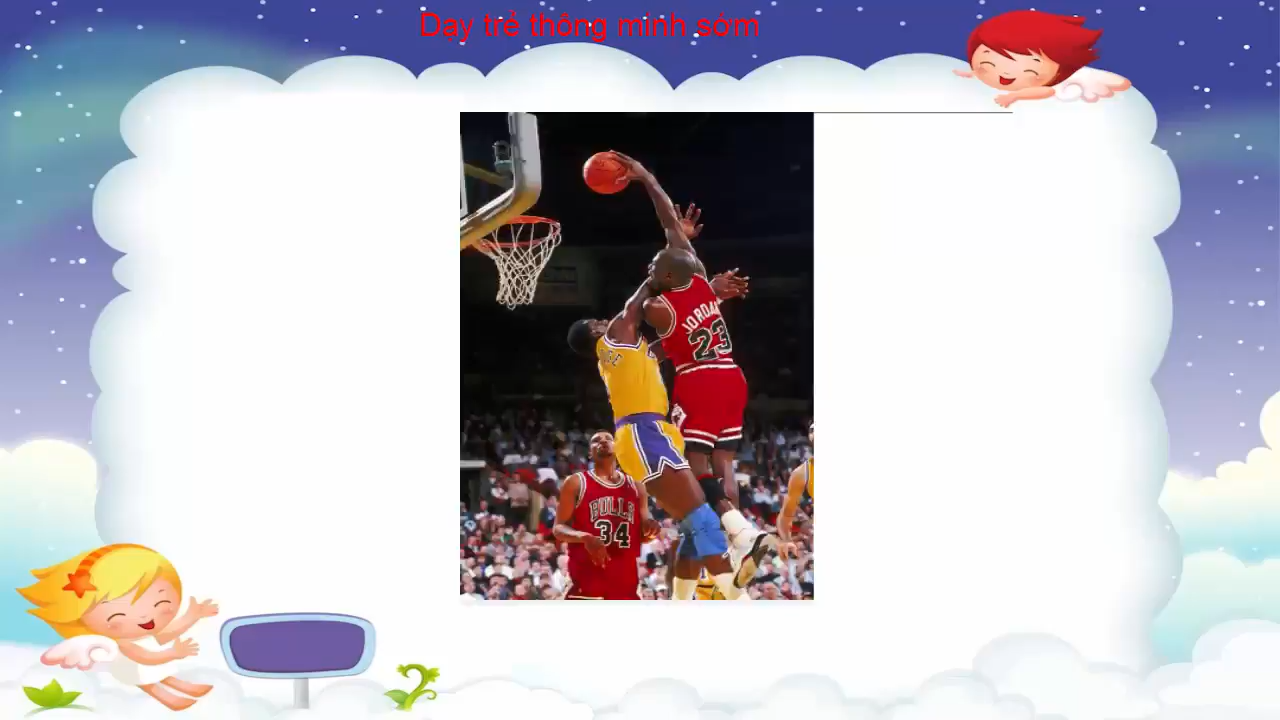 Dạy trẻ thông minh sớm
JORDAN
23
BULLS
34